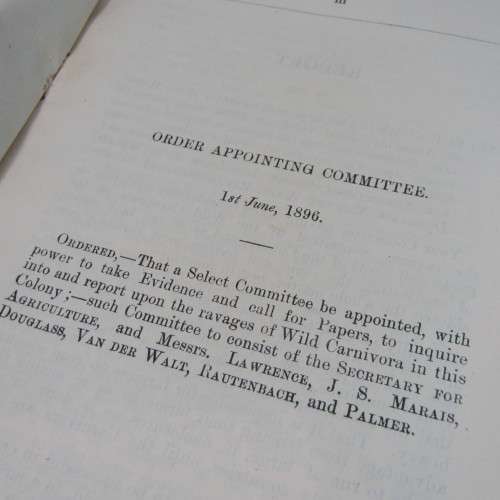 iii
ORDER APPOINTING COMMITTEE.
1st June, 1896.
ORDERED,—That a Select Committee be appointed, with
power to take Evidence and call for Papers, to inquire
into and report upon the ravages of Wild Carnivora in this
Colony;—such Committee to consist of the SECRETARY FOR
AGRICULTURE, and Messrs. LAWRENCE, J. S. MARAIS,
DOUGLASS, VAN DER WALT, RAUTENBACH, and PALMER.